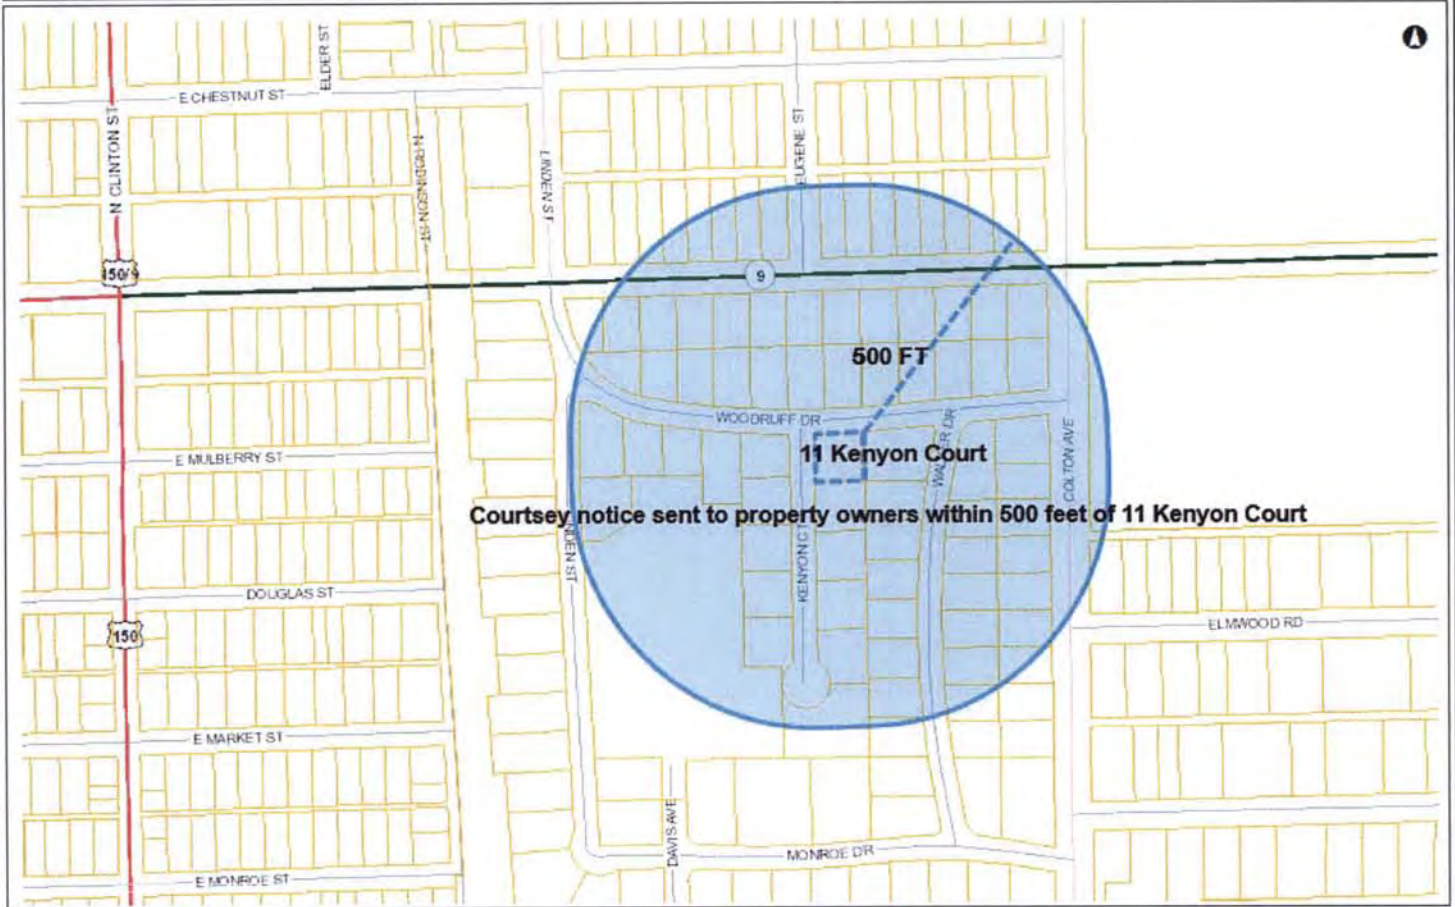 ELDER ST
E CHESTNUT ST
N CLINTON ST
N ROBINSON ST
LINDEN ST
EUGENE ST
150/9
9
500 FT
WOODRUFF DR
11 Kenyon Court
WALKER DR
COLTON AVE
E MULBERRY ST
Courtsey notice sent to property owners within 500 feet of 11 Kenyon Court
KENYON CT
DOUGLAS ST
150
ELMWOOD RD
E MARKET ST
DAVIS AVE
MONROE DR
E MONROE ST